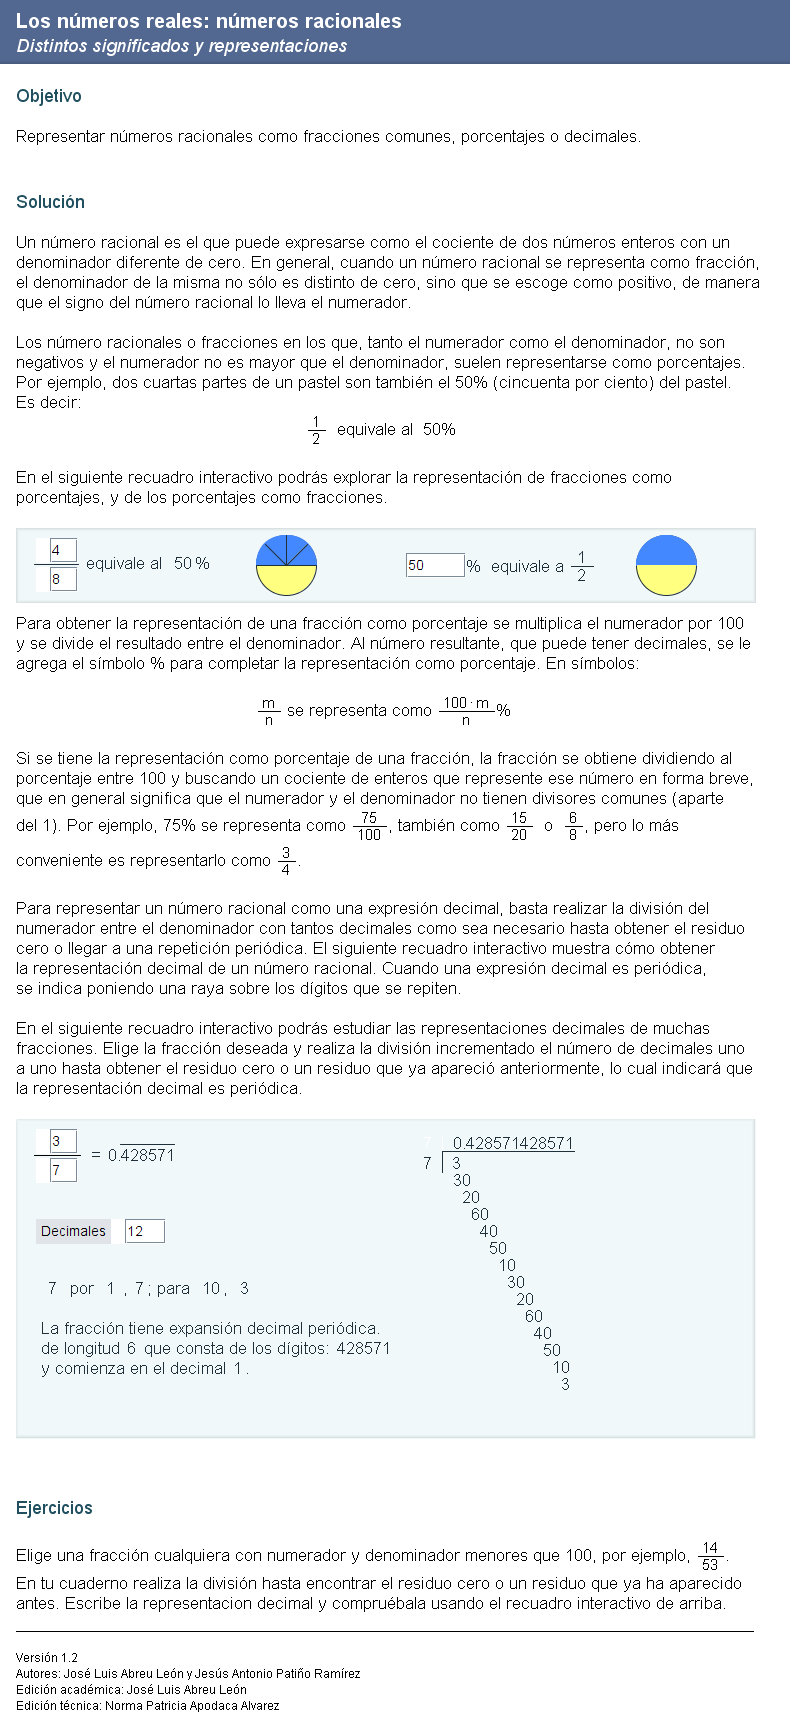 Los números reales: números racionales
Distintos significados y representaciones
Objetivo
Representar números racionales como fracciones comunes, porcentajes o decimales.
Solución
Un número racional es el que puede expresarse como el cociente de dos números enteros con un
denominador diferente de cero. En general, cuando un número racional se representa como fracción,
el denominador de la misma no sólo es distinto de cero, sino que se escoge como positivo, de manera
que el signo del número racional lo lleva el numerador.
Los número racionales o fracciones en los que, tanto el numerador como el denominador, no son
negativos y el numerador no es mayor que el denominador, suelen representarse como porcentajes.
Por ejemplo, dos cuartas partes de un pastel son también el 50% (cincuenta por ciento) del pastel.
Es decir:
1/2 equivale al 50%
En el siguiente recuadro interactivo podrás explorar la representación de fracciones como
porcentajes, y de los porcentajes como fracciones.
4/8 equivale al 50 % 50 % equivale a 1/2
Para obtener la representación de una fracción como porcentaje se multiplica el numerador por 100
y se divide el resultado entre el denominador. Al número resultante, que puede tener decimales, se le
agrega el símbolo % para completar la representación como porcentaje. En símbolos:
m/n se representa como 100·m/n %
Si se tiene la representación como porcentaje de una fracción, la fracción se obtiene dividiendo al
porcentaje entre 100 y buscando un cociente de enteros que represente ese número en forma breve,
que en general significa que el numerador y el denominador no tienen divisores comunes (aparte
del 1). Por ejemplo, 75% se representa como 75/100, también como 15/20 o 6/8, pero lo más
conveniente es representarlo como 3/4.
Para representar un número racional como una expresión decimal, basta realizar la división del
numerador entre el denominador con tantos decimales como sea necesario hasta obtener el residuo
cero o llegar a una repetición periódica. El siguiente recuadro interactivo muestra cómo obtener
la representación decimal de un número racional. Cuando una expresión decimal es periódica,
se indica poniendo una raya sobre los dígitos que se repiten.
En el siguiente recuadro interactivo podrás estudiar las representaciones decimales de muchas
fracciones. Elige la fracción deseada y realiza la división incrementado el número de decimales uno
a uno hasta obtener el residuo cero o un residuo que ya apareció anteriormente, lo cual indicará que
la representación decimal es periódica.
3/7 = 0.428571
Decimales 12
7 por 1 , 7 ; para 10 , 3
La fracción tiene expansión decimal periódica.
de longitud 6 que consta de los dígitos: 428571
y comienza en el decimal 1 .
0.428571428571
7 3
30
20
60
40
50
10
30
20
60
40
50
10
3
Ejercicios
Elige una fracción cualquiera con numerador y denominador menores que 100, por ejemplo, 14/53.
En tu cuaderno realiza la división hasta encontrar el residuo cero o un residuo que ya ha aparecido
antes. Escribe la representacion decimal y compruébala usando el recuadro interactivo de arriba.
Versión 1.2
Autores: José Luis Abreu León y Jesús Antonio Patiño Ramírez
Edición académica: José Luis Abreu León
Edición técnica: Norma Patricia Apodaca Alvarez